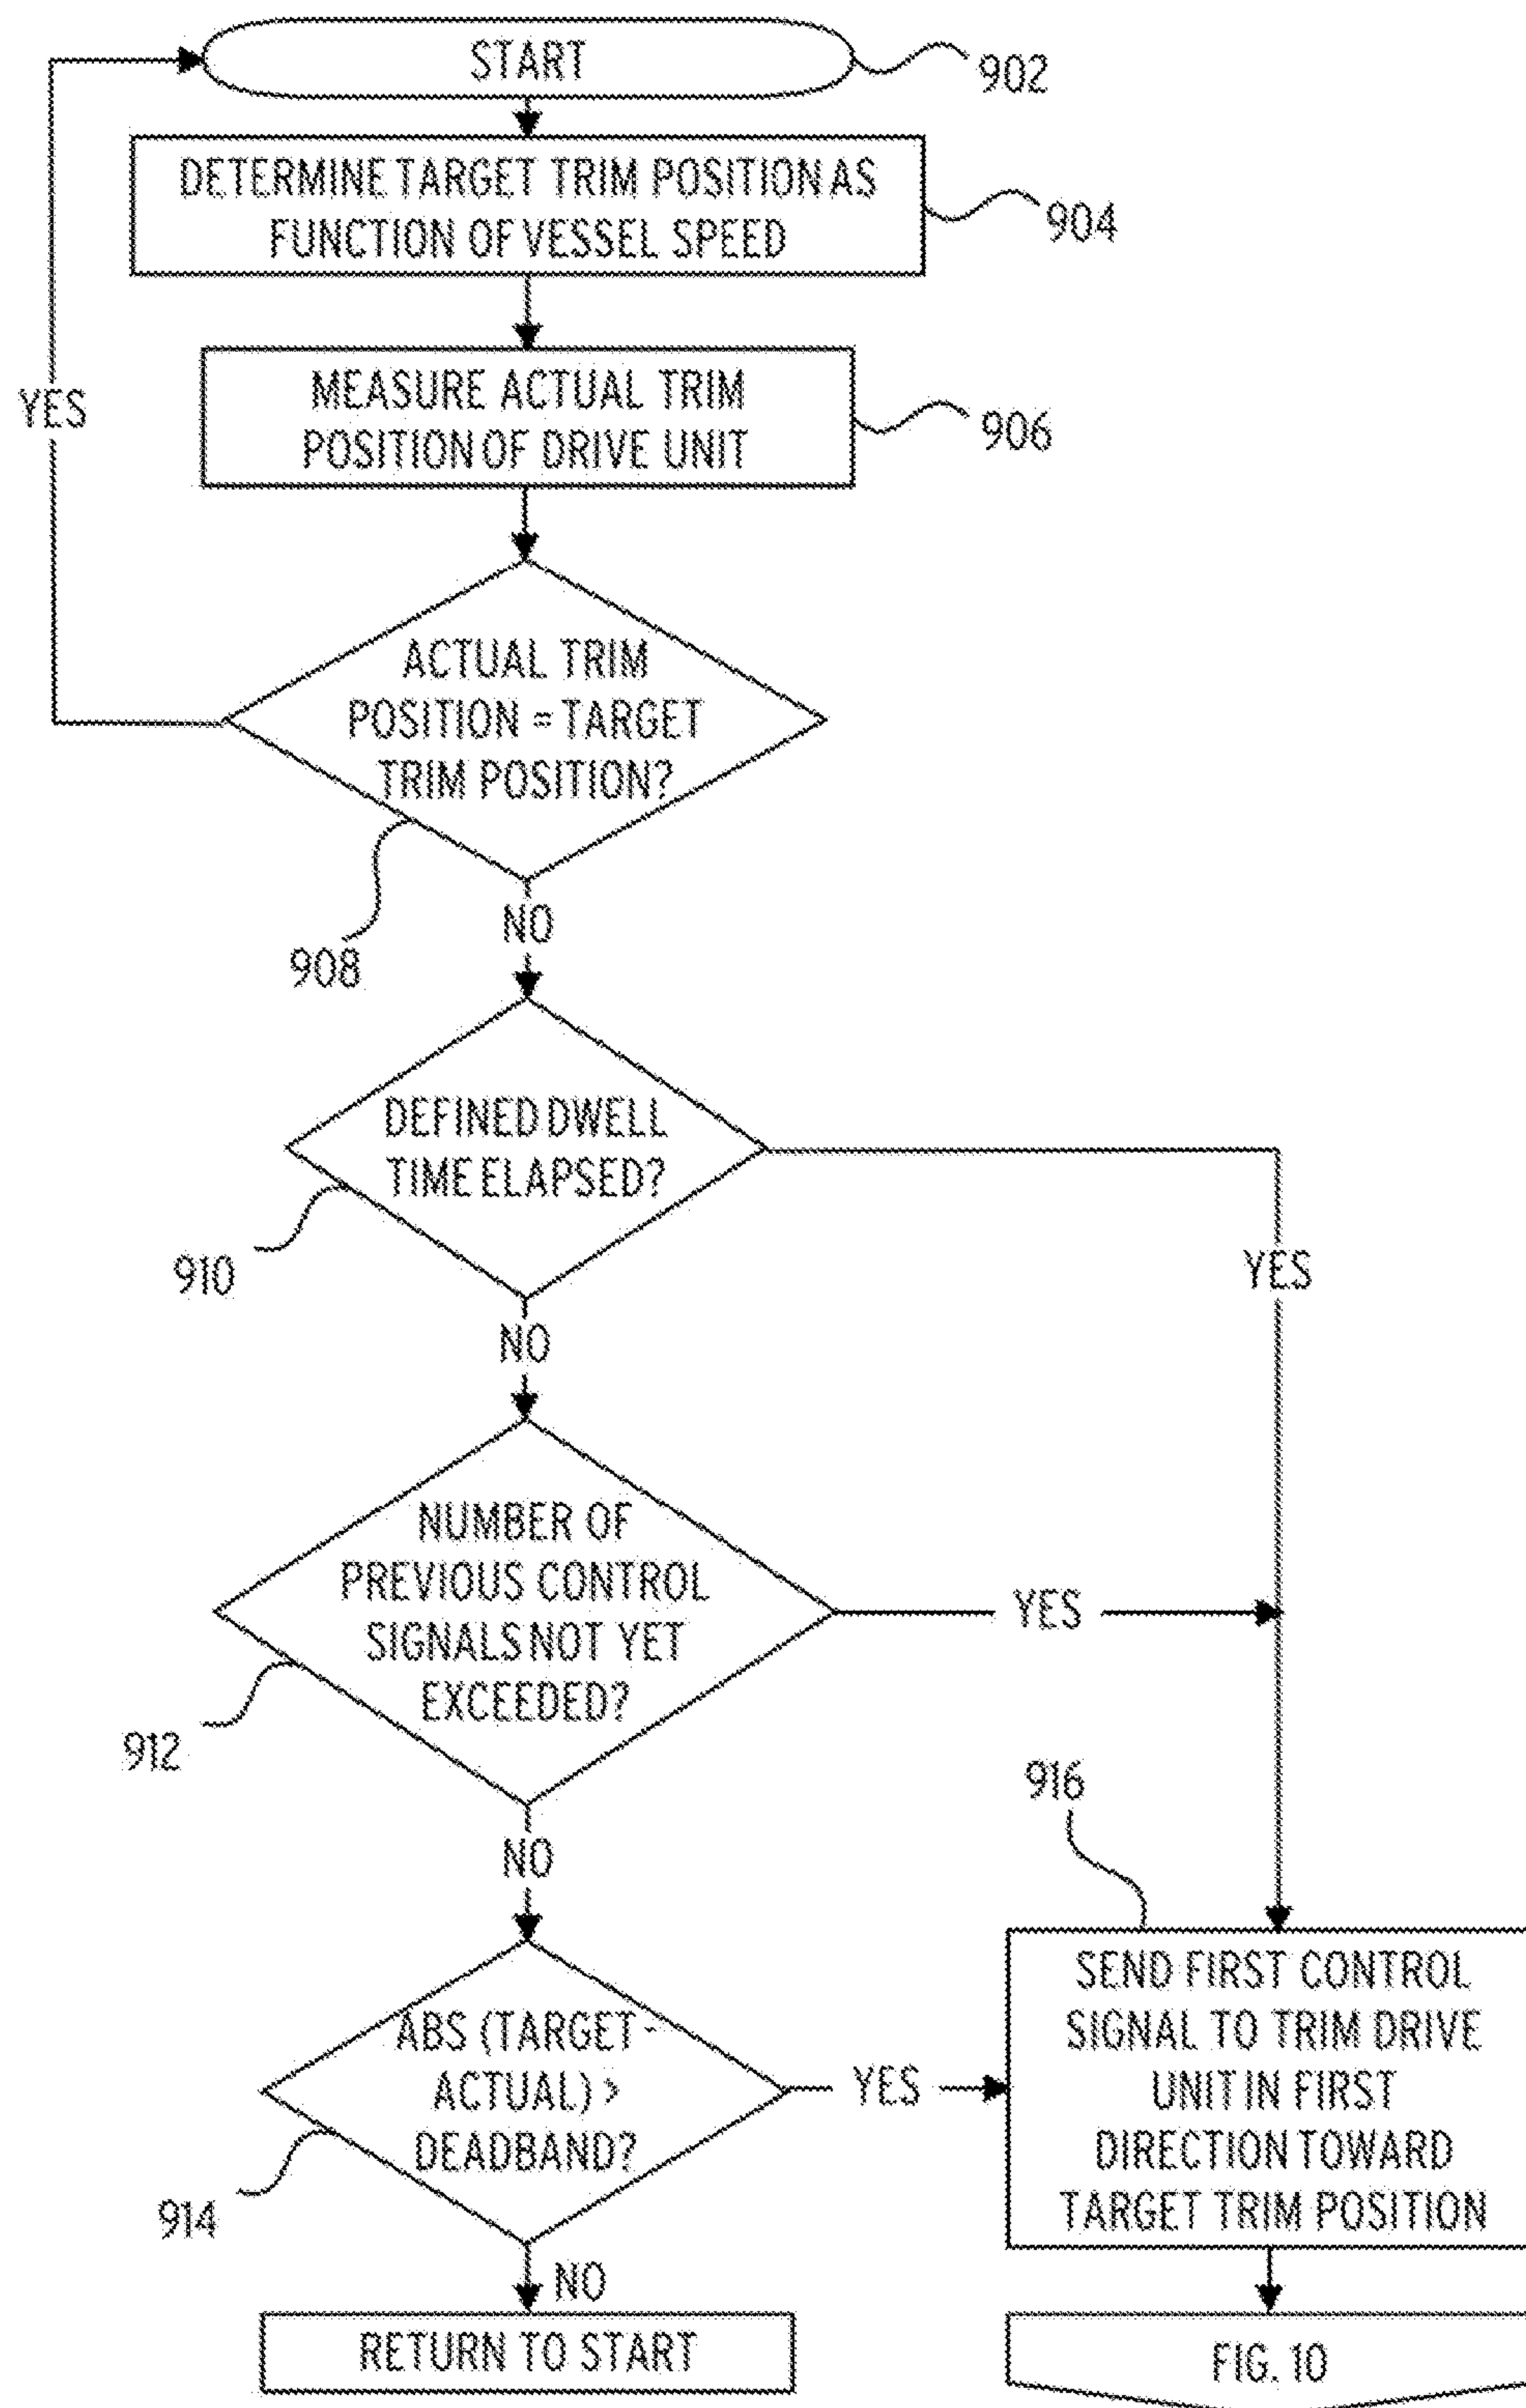 START
902
DETERMINE TARGET TRIM POSITION AS
FUNCTION OF VESSEL SPEED
904
MEASURE ACTUAL TRIM
POSITION OF DRIVE UNIT
906
YES
ACTUAL TRIM
POSITION = TARGET
TRIM POSITION?
908
NO
DEFINED DWELL
TIME ELAPSED?
910
YES
NO
NUMBER OF
PREVIOUS CONTROL
SIGNALS NOT YET
EXCEEDED?
912
YES
NO
916
ABS (TARGET -
ACTUAL) >
DEADBAND?
914
YES
SEND FIRST CONTROL
SIGNAL TO TRIM DRIVE
UNIT IN FIRST
DIRECTION TOWARD
TARGET TRIM POSITION
NO
RETURN TO START
FIG. 10